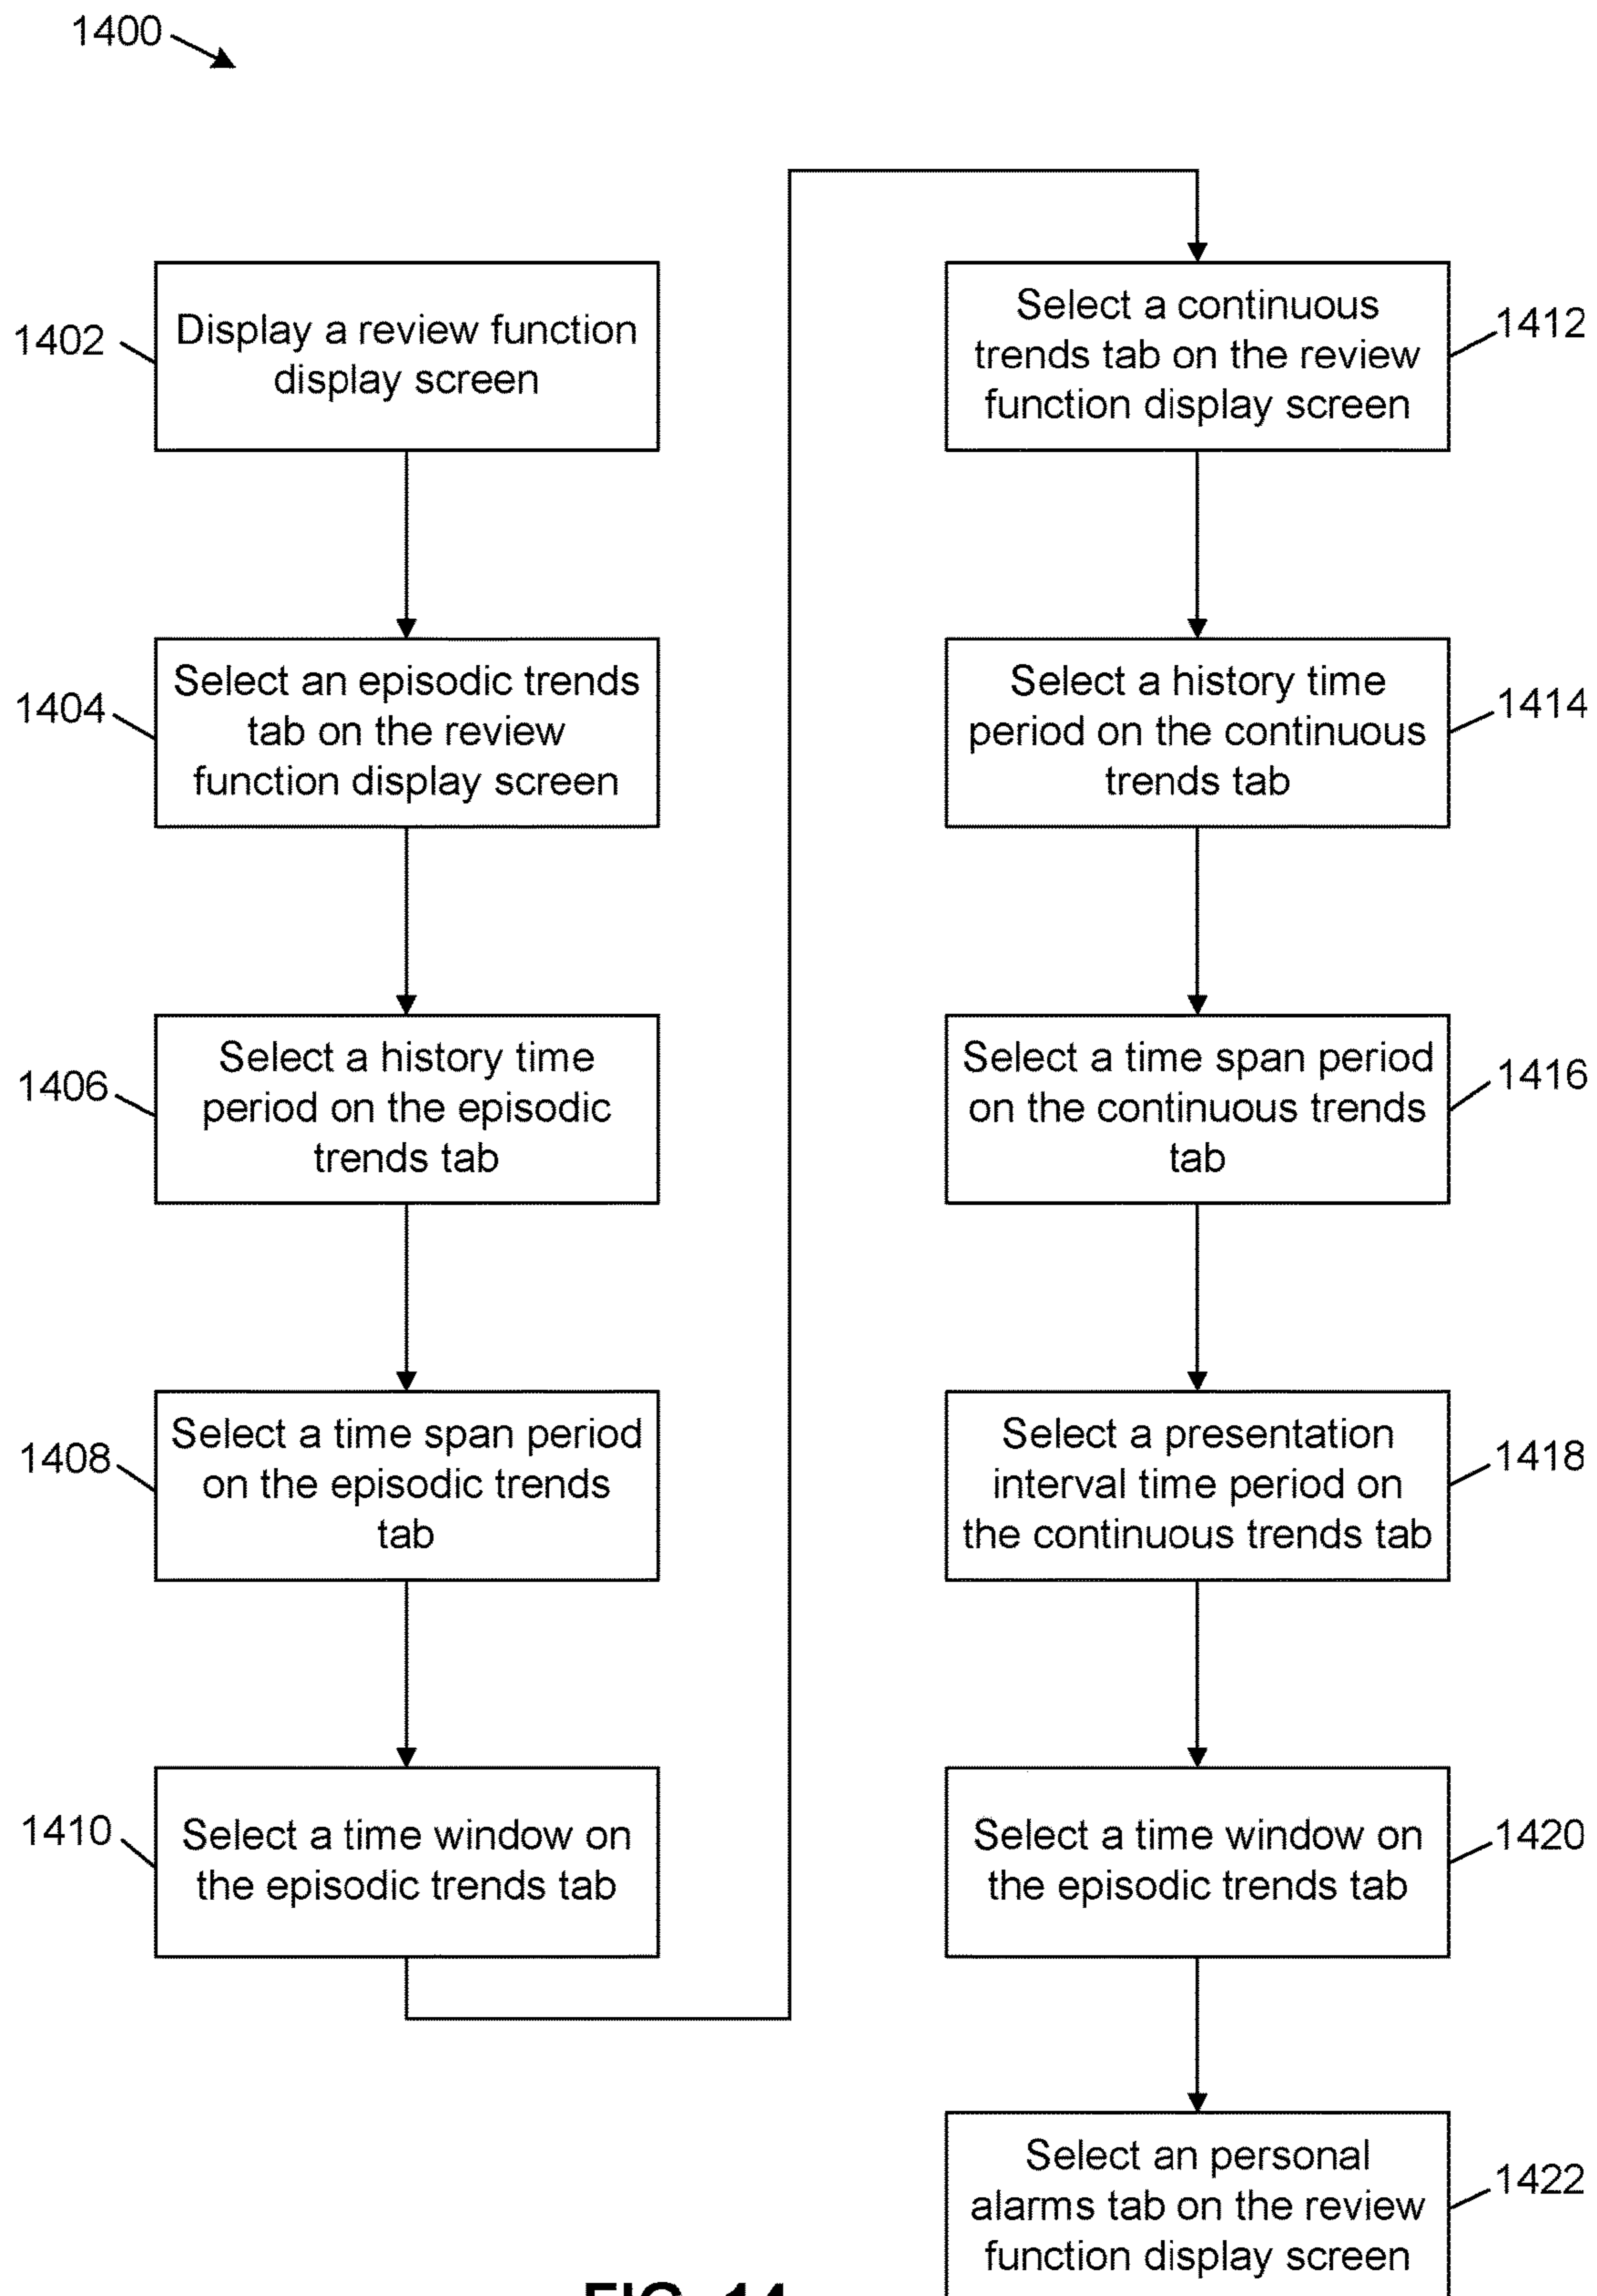 1400
1402
Display a review function
display screen
1404
Select an episodic trends
tab on the review
function display screen
1406
Select a history time
period on the episodic
trends tab
1408
Select a time span period
on the episodic trends
tab
1410
Select a time window on
the episodic trends tab
1412
Select a continuous
trends tab on the review
function display screen
1414
Select a history time
period on the continuous
trends tab
1416
Select a time span period
on the continuous trends
tab
1418
Select a presentation
interval time period on
the continuous trends tab
1420
Select a time window on
the episodic trends tab
1422
Select an personal
alarms tab on the review
function display screen
FIG. 14